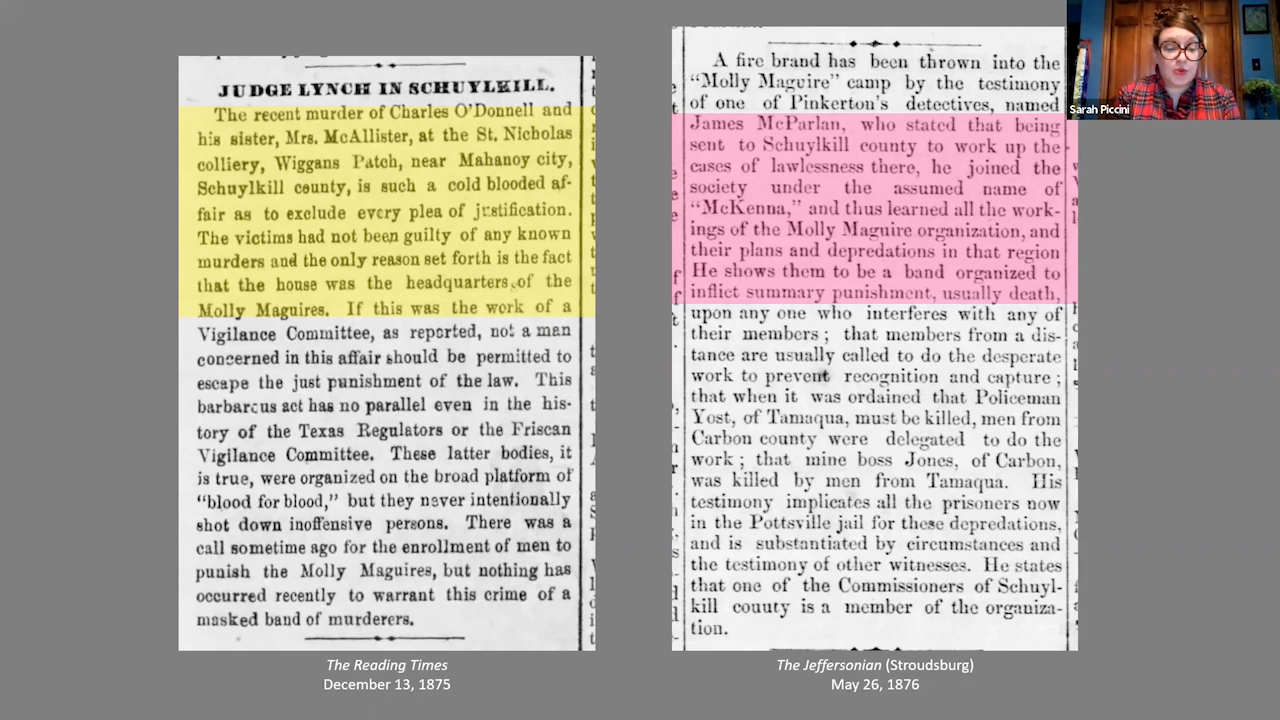 JUDGE LYNCH IN SCHUYLKILL.
The recent murder of Charles O'Donnell and
his sister, Mrs. McAllister, at the St. Nicholas
colliery, Wiggans Patch, near Mahanoy city,
Schuylkill county, is such a cold blooded af-
fair as to exclude every plea of justification.
The victims had not been guilty of any known
murders and the only reason set forth is the fact
that the house was the headquarters of the
Molly Maguires. If this was the work of a
Vigilance Committee, as reported, not a man
concerned in this affair should be permitted to
escape the just punishment of the law. This
barbarous act has no parallel even in the his-
tory of the Texas Regulators or the Friscan
Vigilance Committee. These latter bodies, it
is true, were organized on the broad platform of
"blood for blood," but they never intentionally
shot down inoffensive persons. There was a
call sometime ago for the enrollment of men to
punish the Molly Maguires, but nothing has
occurred recently to warrant this crime of a
masked band of murderers.
The Reading Times
December 13, 1875
A fire brand has been thrown into the
"Molly Maguire" camp by the testimony
of one of Pinkerton's detectives, named
James McParlan, who stated that being
sent to Schuylkill county to work up the
cases of lawlessness there, he joined the
society under the assumed name of
"McKenna," and thus learned all the work-
ings of the Molly Maguire organization, and
their plans and depredations in that region
He shows them to be a band organized to
inflict summary punishment, usually death,
upon any one who interferes with any of
their members; that members from a dis-
tance are usually called to do the desperate
work to prevent recognition and capture;
that when it was ordained that Policeman
Yost, of Tamaqua, must be killed, men from
Carbon county were delegated to do the
work; that mine boss Jones, of Carbon,
was killed by men from Tamaqua. His
testimony implicates all the prisoners now
in the Pottsville jail for these depredations,
and is substantiated by circumstances and
the testimony of other witnesses. He states
that one of the Commissioners of Schuyl-
kill couuty is a member of the organiza-
tion.
The Jeffersonian (Stroudsburg)
May 26, 1876
Sarah Piccini